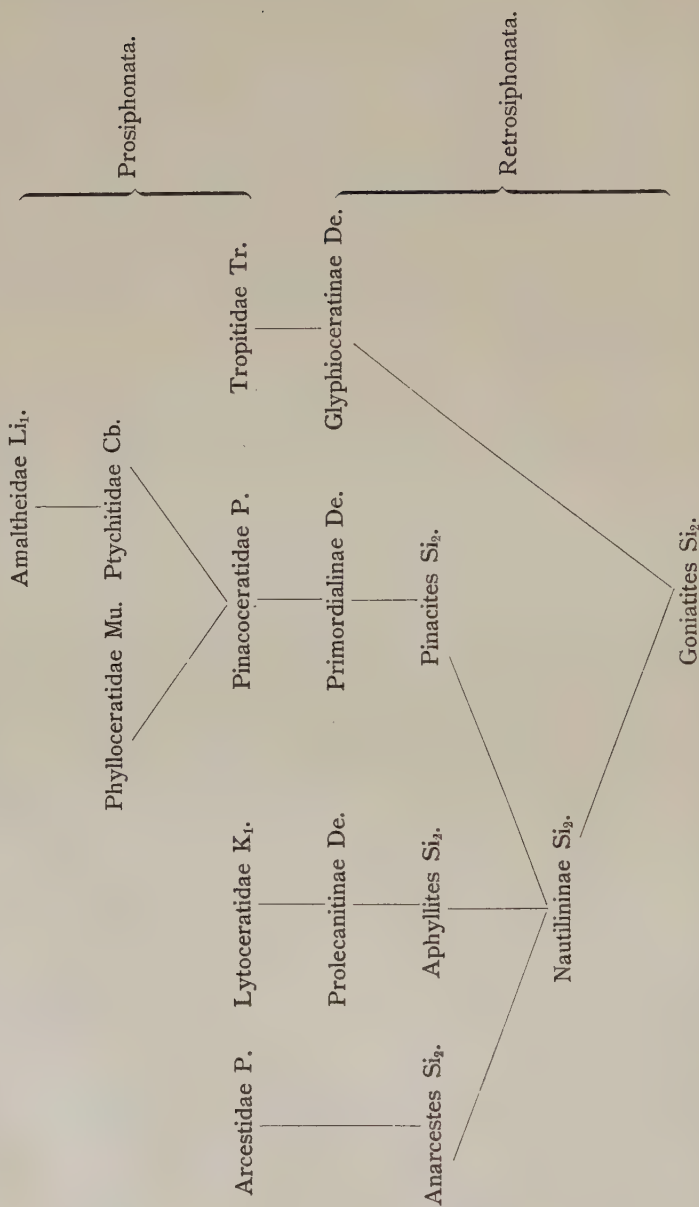 Amaltheidae Li₁.
Phylloceratidae Mu. Ptychitidae Cb.
Prosiphonata.
Arcestidae P. Lytoceratidae K₁. Pinacoceratidae P. Tropitidae Tr.
Prolecanitinae De. Primordialinae De. Glyphioceratinae De.
Anarcestes Si₂. Aphyllites Si₂. Pinacites Si₂.
Retrosiphonata.
Nautilininae Si₂.
Goniatites Si₂.